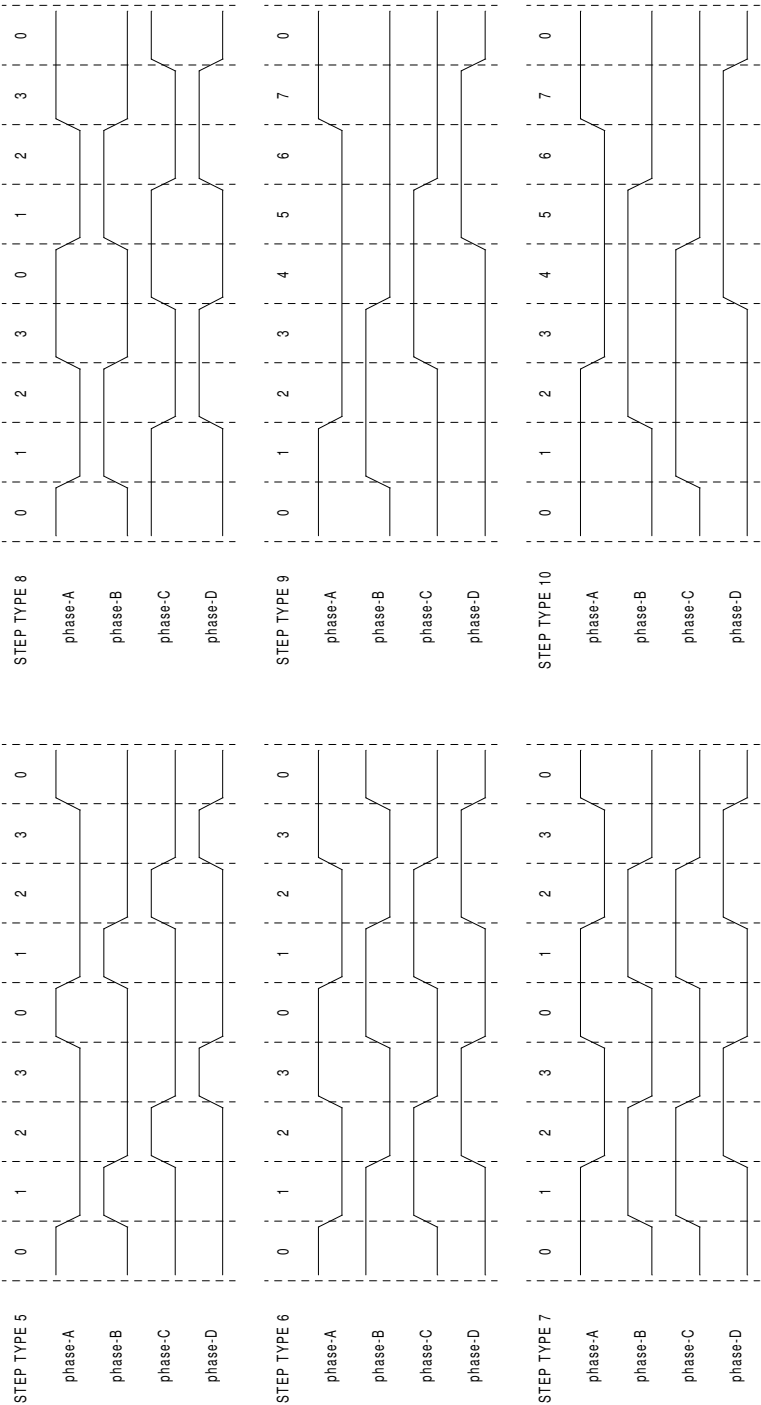 STEP TYPE 5
0 1 2 3 0 1 2 3 0
phase-A
phase-B
phase-C
phase-D
STEP TYPE 6
0 1 2 3 0 1 2 3 0
phase-A
phase-B
phase-C
phase-D
STEP TYPE 7
0 1 2 3 0 1 2 3 0
phase-A
phase-B
phase-C
phase-D
STEP TYPE 8
0 1 2 3 0 1 2 3 0
phase-A
phase-B
phase-C
phase-D
STEP TYPE 9
0 1 2 3 4 5 6 7 0
phase-A
phase-B
phase-C
phase-D
STEP TYPE 10
0 1 2 3 4 5 6 7 0
phase-A
phase-B
phase-C
phase-D